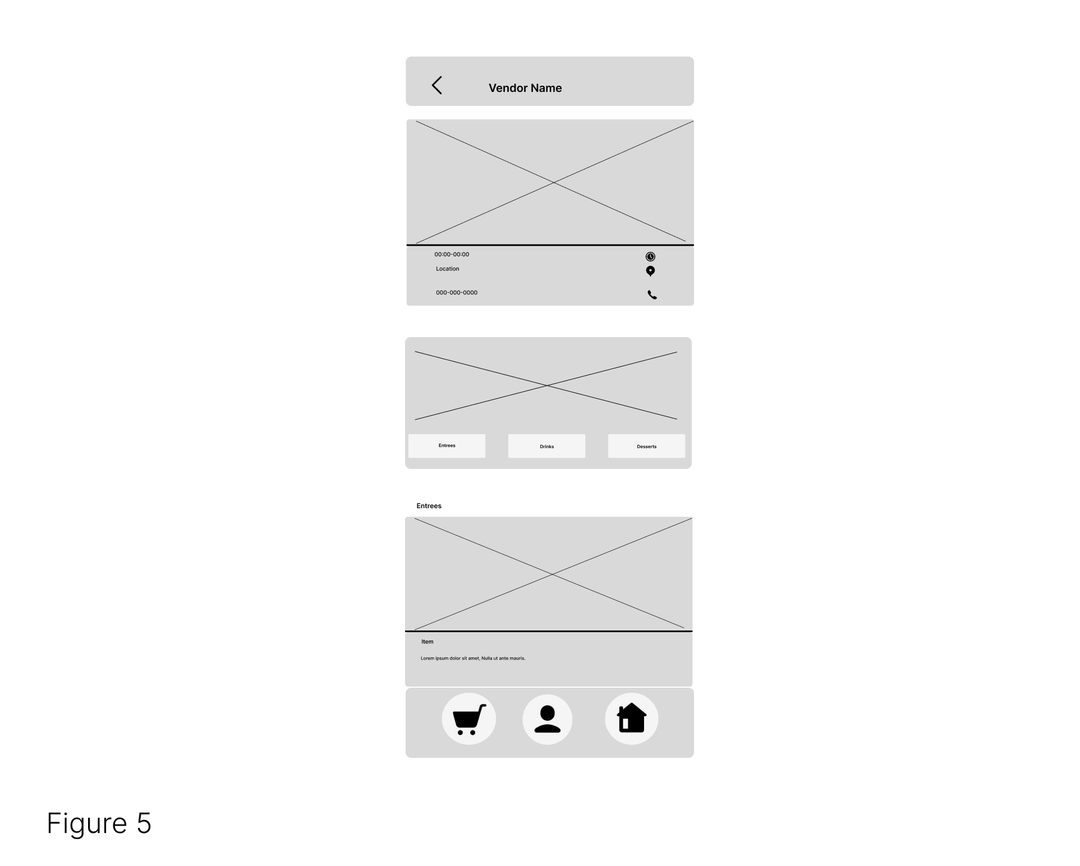 Vendor Name
00:00-00:00
Location
000-000-0000
Entrees
Drinks
Desserts
Entrees
Item
Lorem ipsum dolor sit amet, Nulla ut ante mauris.
Figure 5